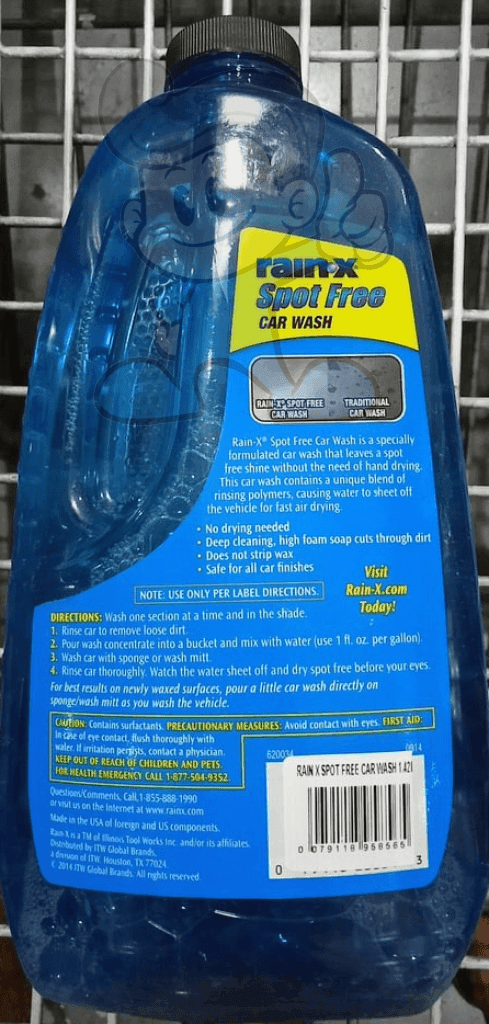 rain-x
Spot Free
CAR WASH
RAIN-X® SPOT FREE
CAR WASH
TRADITIONAL
CAR WASH
Rain-X® Spot Free Car Wash is a specially
formulated car wash that leaves a spot
free shine without the need of hand drying.
This car wash contains a unique blend of
rinsing polymers, causing water to sheet off
the vehicle for fast air drying.
• No drying needed
• Deep cleaning, high foam soap cuts through dirt
• Does not strip wax
• Safe for all car finishes
Visit
Rain-X.com
Today!
NOTE: USE ONLY PER LABEL DIRECTIONS.
DIRECTIONS: Wash one section at a time and in the shade.
1. Rinse car to remove loose dirt.
2. Pour wash concentrate into a bucket and mix with water (use 1 fl. oz. per gallon).
3. Wash car with sponge or wash mitt.
4. Rinse car thoroughly. Watch the water sheet off and dry spot free before your eyes.
For best results on newly waxed surfaces, pour a little car wash directly on
sponge/wash mitt as you wash the vehicle.
CAUTION: Contains surfactants. PRECAUTIONARY MEASURES: Avoid contact with eyes. FIRST AID:
In case of eye contact, flush thoroughly with
water. If irritation persists, contact a physician.
KEEP OUT OF REACH OF CHILDREN AND PETS.
FOR HEALTH EMERGENCY CALL 1-877-504-9352.
Questions/Comments, Call 1-855-888-1990
or visit us on the Internet at www.rainx.com
Made in the USA of foreign and US components.
Rain-X is a TM of Illinois Tool Works Inc. and/or its affiliates.
Distributed by ITW Global Brands,
a division of ITW. Houston, TX 77024
© 2014 ITW Global Brands. All rights reserved.
620034
0914
RAIN X SPOT FREE CAR WASH 1.42l
0 079118 958565
0
3